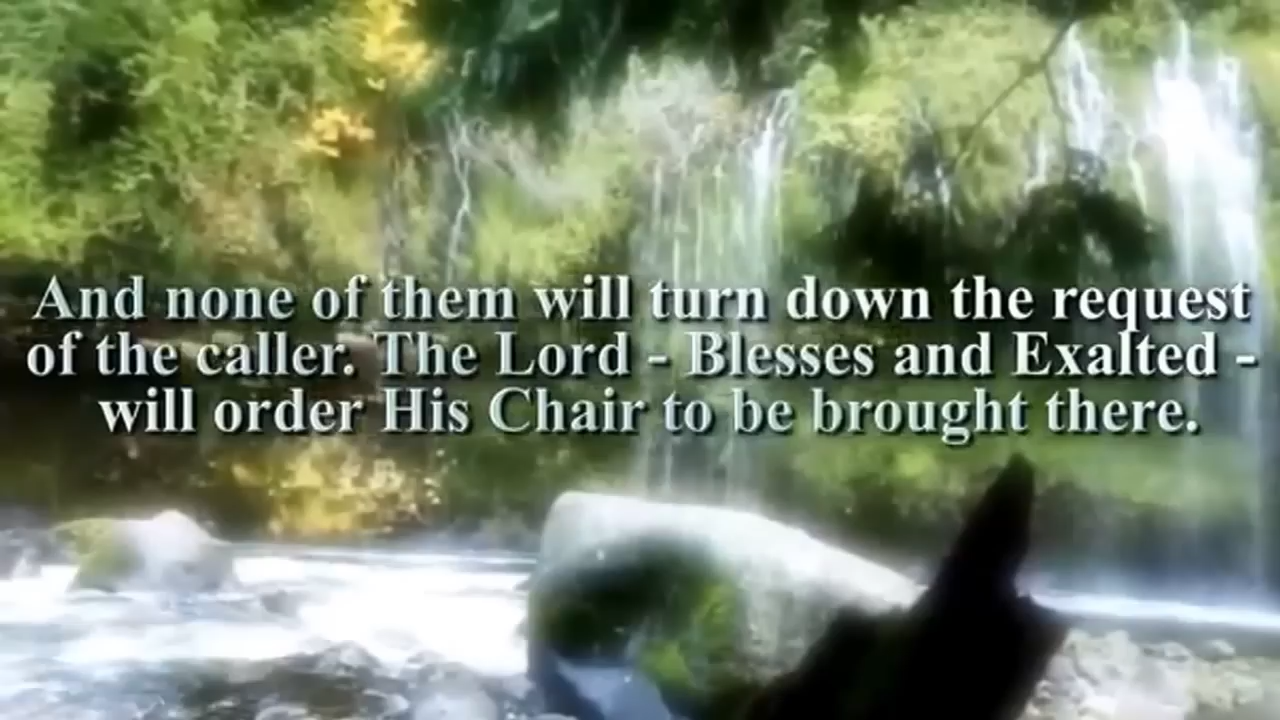 And none of them will turn down the request
of the caller. The Lord - Blesses and Exalted -
will order His Chair to be brought there.